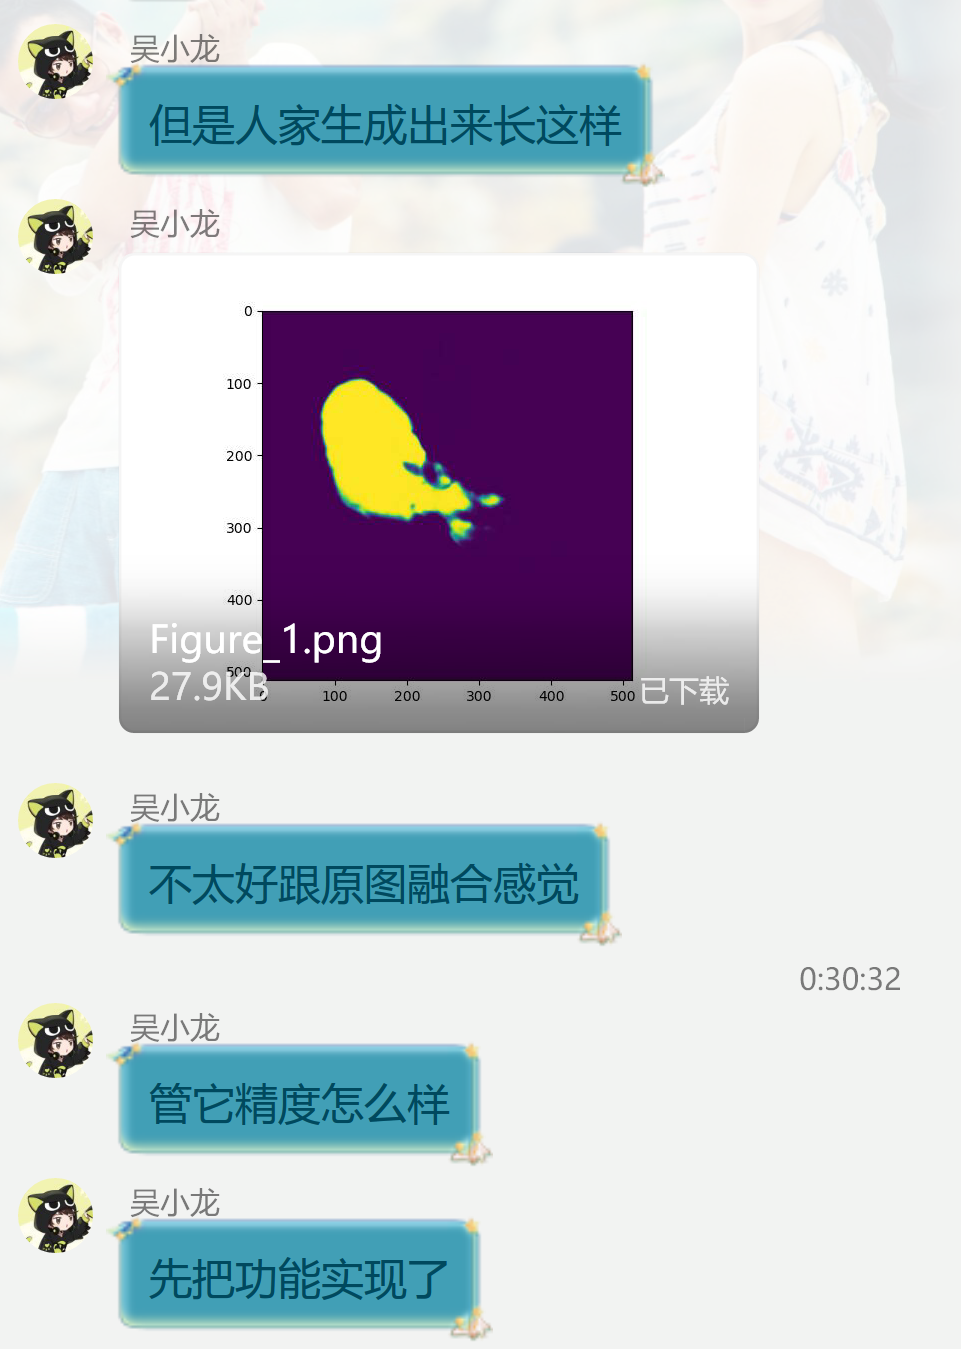 吴小龙
但是人家生成出来长这样
吴小龙
0
100
200
300
400
500
0 100 200 300 400 500
Figure_1.png
27.9KB
已下载
吴小龙
不太好跟原图融合感觉
0:30:32
吴小龙
管它精度怎么样
吴小龙
先把功能实现了